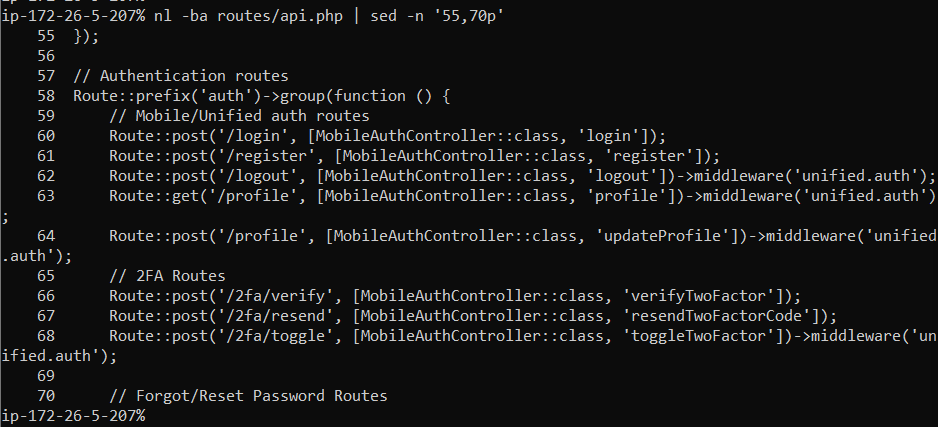 ip-172-26-5-207% nl -ba routes/api.php | sed -n '55,70p'
    55  });
    56
    57  // Authentication routes
    58  Route::prefix('auth')->group(function () {
    59      // Mobile/Unified auth routes
    60      Route::post('/login', [MobileAuthController::class, 'login']);
    61      Route::post('/register', [MobileAuthController::class, 'register']);
    62      Route::post('/logout', [MobileAuthController::class, 'logout'])->middleware('unified.auth');
    63      Route::get('/profile', [MobileAuthController::class, 'profile'])->middleware('unified.auth')
;
    64      Route::post('/profile', [MobileAuthController::class, 'updateProfile'])->middleware('unified
.auth');
    65      // 2FA Routes
    66      Route::post('/2fa/verify', [MobileAuthController::class, 'verifyTwoFactor']);
    67      Route::post('/2fa/resend', [MobileAuthController::class, 'resendTwoFactorCode']);
    68      Route::post('/2fa/toggle', [MobileAuthController::class, 'toggleTwoFactor'])->middleware('un
ified.auth');
    69
    70      // Forgot/Reset Password Routes
ip-172-26-5-207%